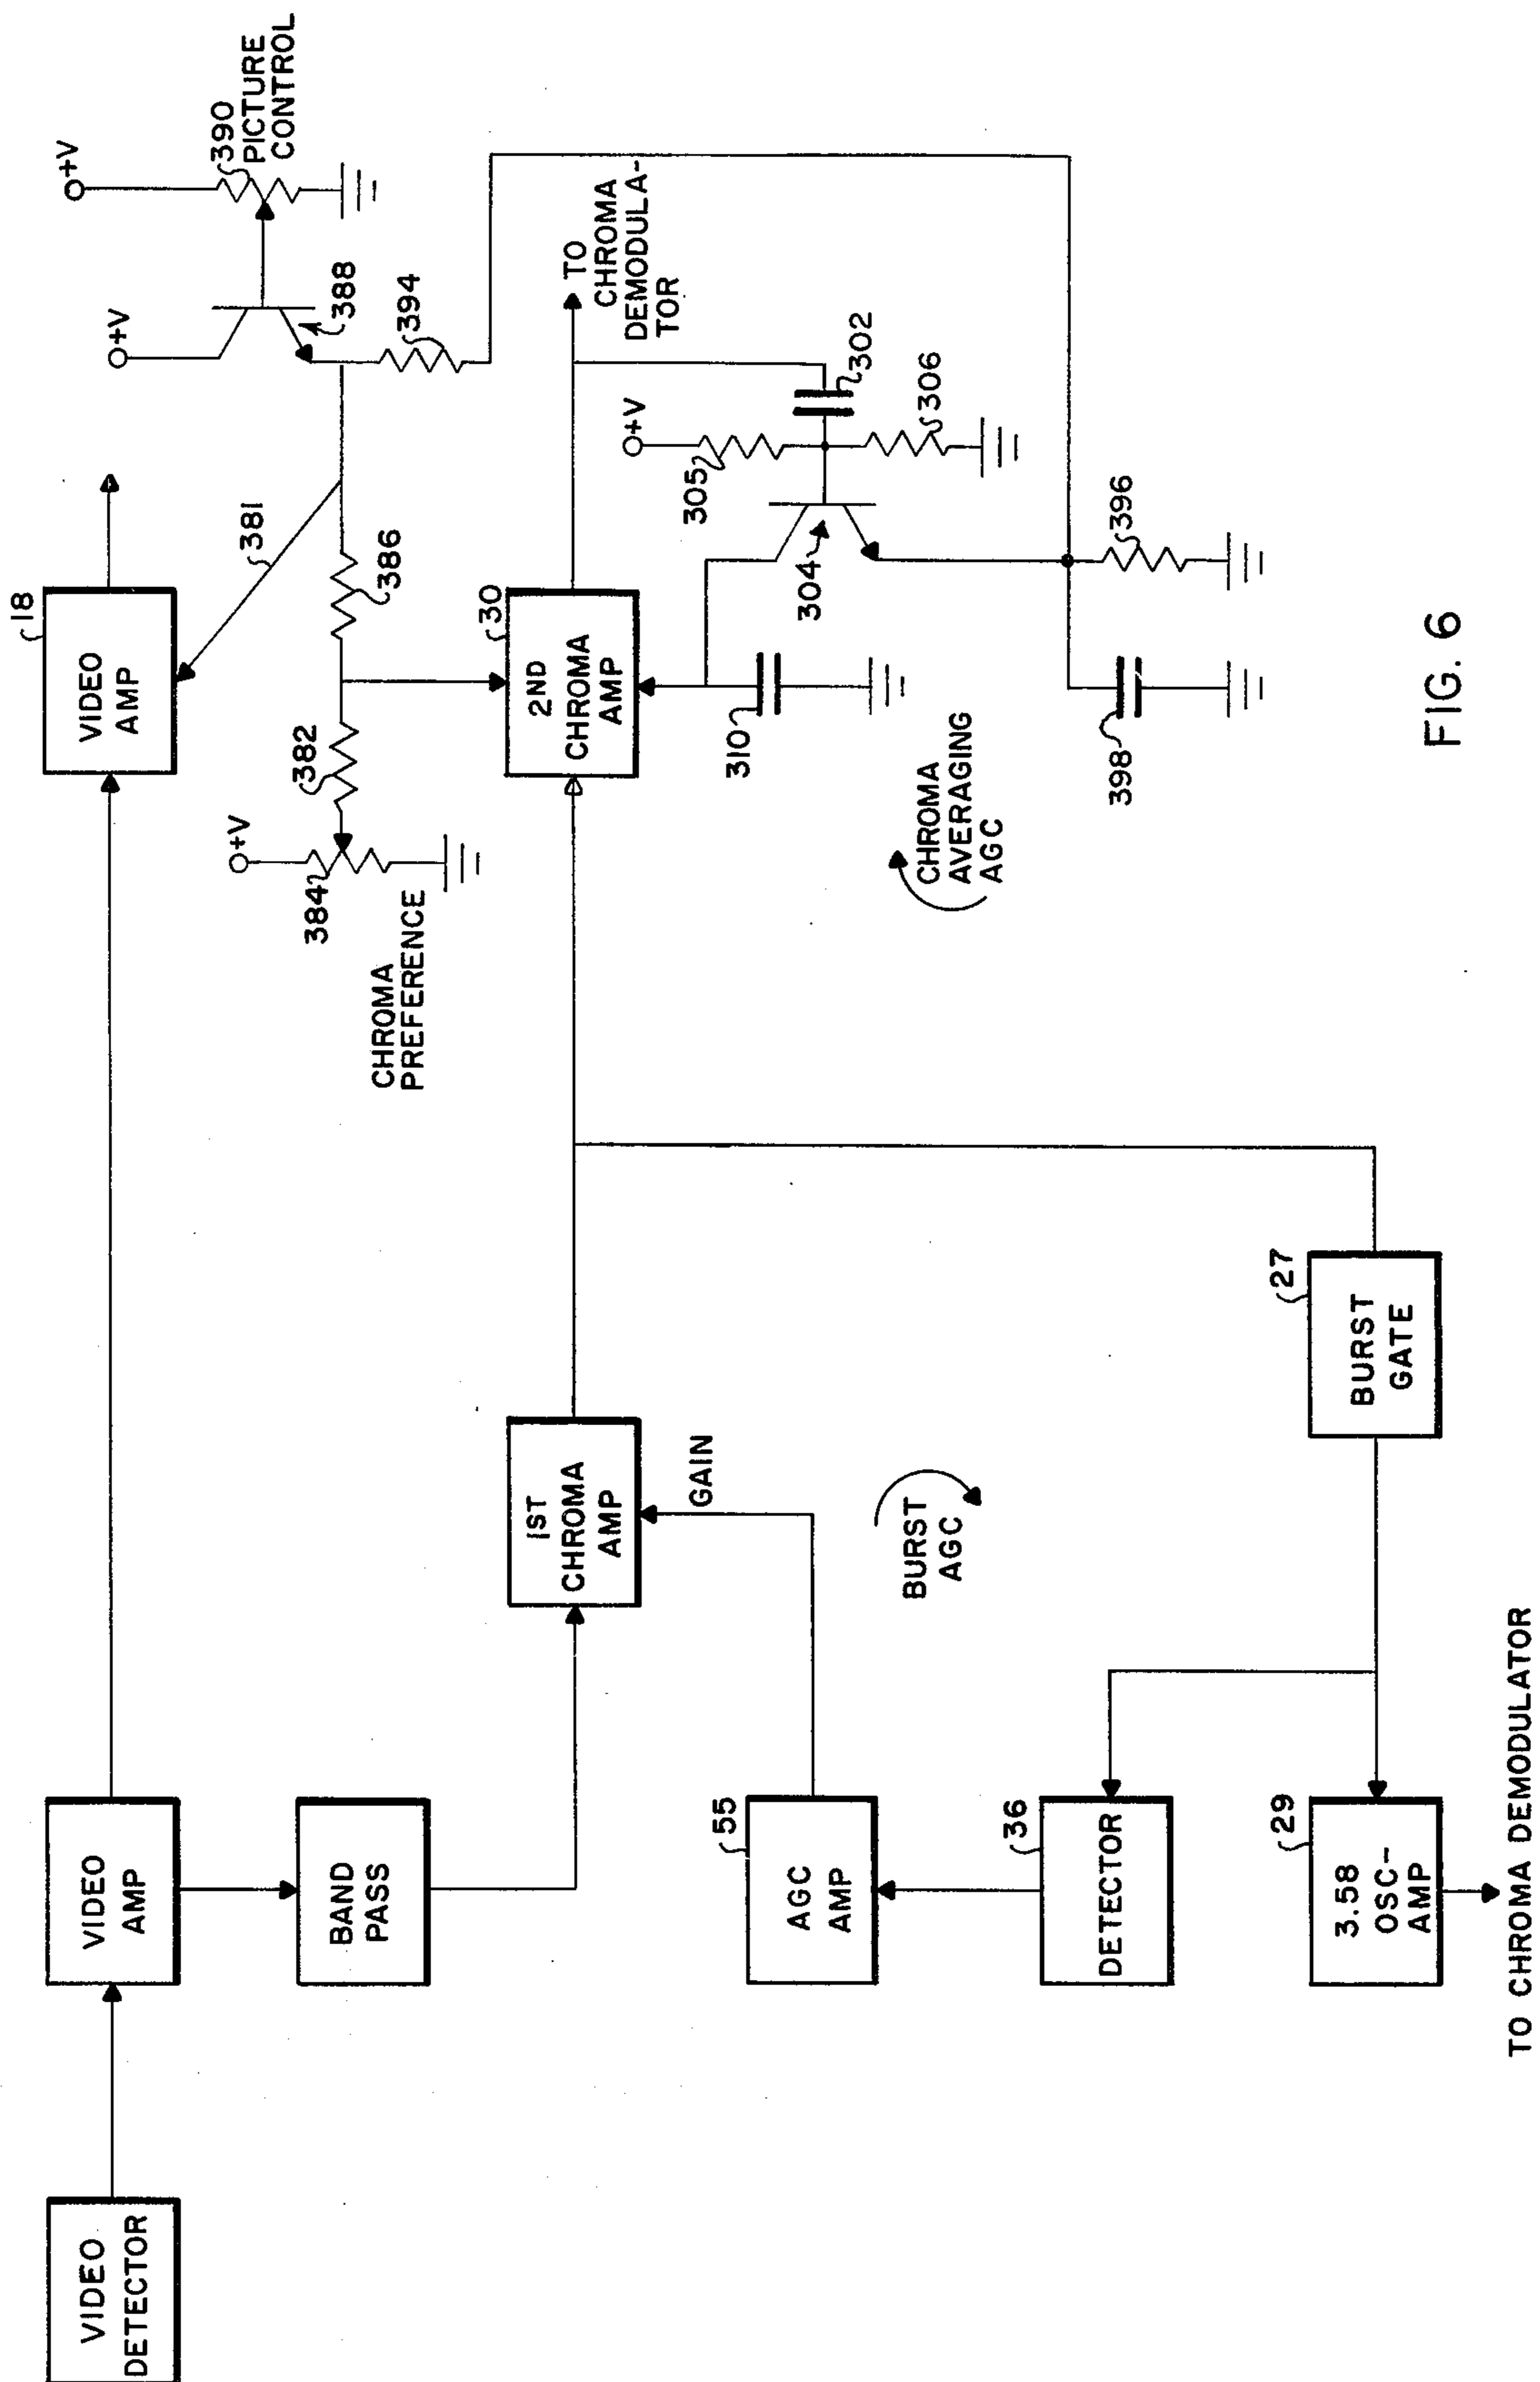 VIDEO
DETECTOR
VIDEO
AMP
18
VIDEO
AMP
381
+V
+V
390
PICTURE
CONTROL
388
394
386
382
+V
384
CHROMA
PREFERENCE
BAND
PASS
1ST
CHROMA
AMP
GAIN
30
2ND
CHROMA
AMP
TO
CHROMA
DEMODULA-
TOR
+V
302
305
306
304
310
396
398
CHROMA
AVERAGING
AGC
BURST
AGC
55
AGC
AMP
36
DETECTOR
27
BURST
GATE
29
3.58
OSC-
AMP
TO CHROMA DEMODULATOR
FIG. 6